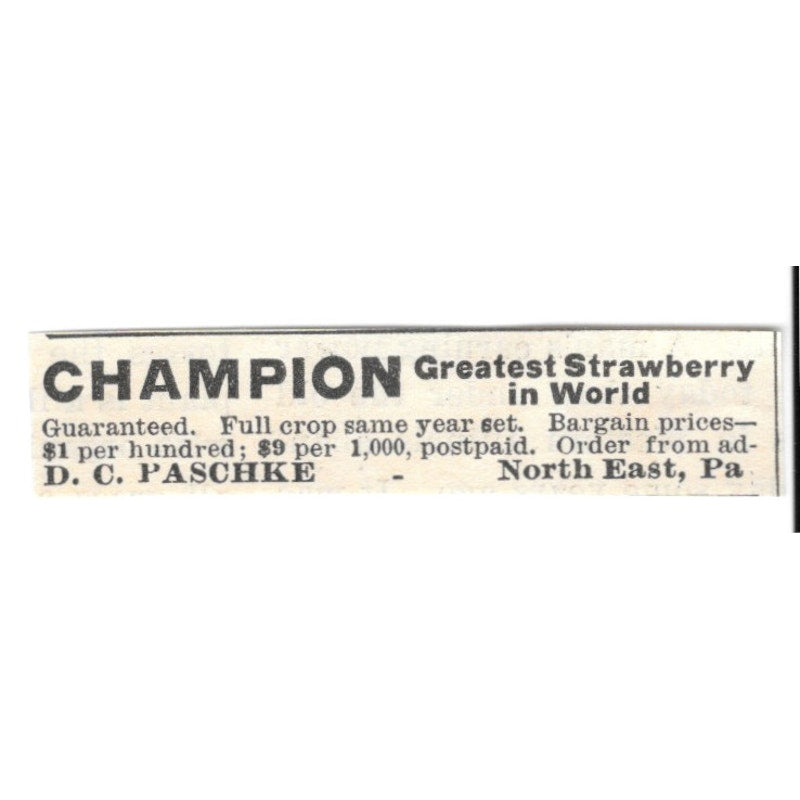 CHAMPION Greatest Strawberry
in World
Guaranteed. Full crop same year set. Bargain prices—
$1 per hundred; $9 per 1,000, postpaid. Order from ad-
D. C. PASCHKE - North East, Pa